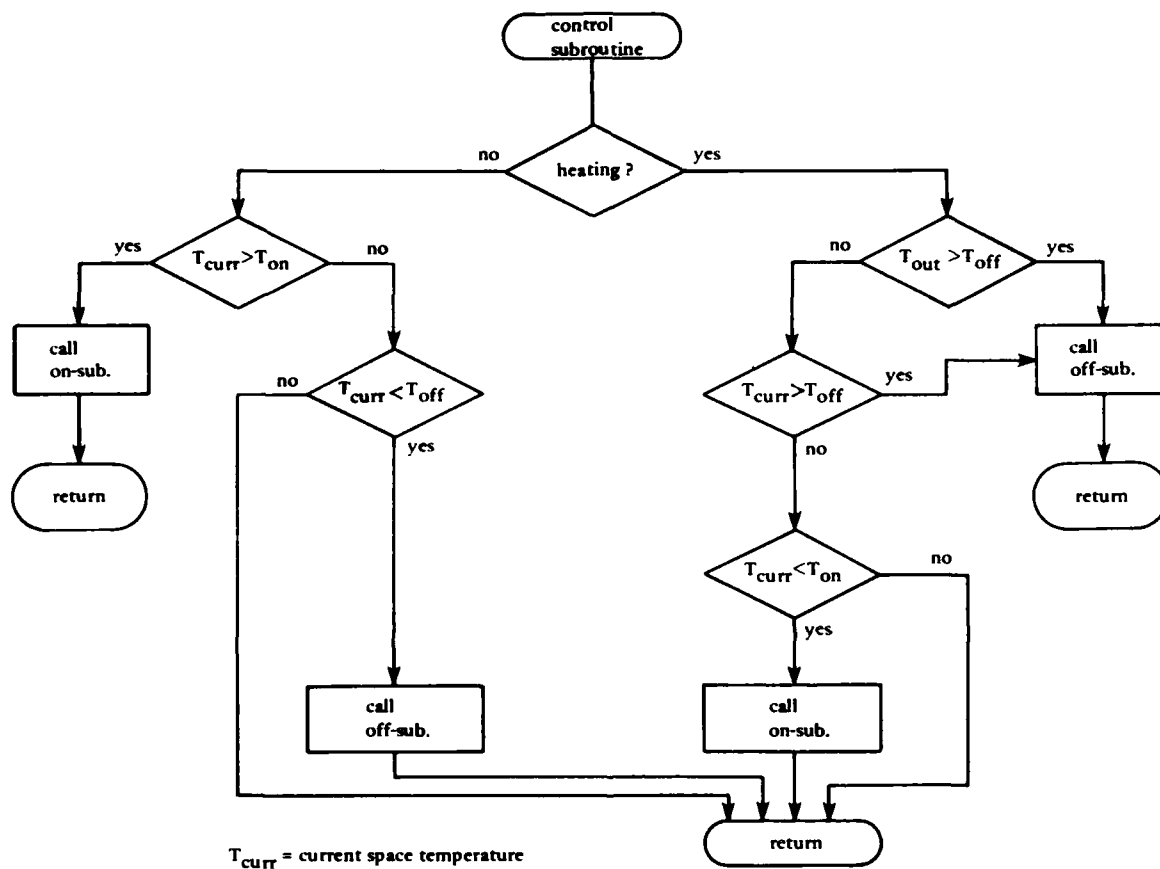 control
subroutine
no
heating ?
yes
yes
T_curr>T_on
no
no
T_out >T_off
yes
call
on-sub.
call
off-sub.
no
T_curr<T_off
yes
T_curr>T_off
yes
no
return
return
T_curr<T_on
no
yes
call
off-sub.
call
on-sub.
return
T_curr = current space temperature